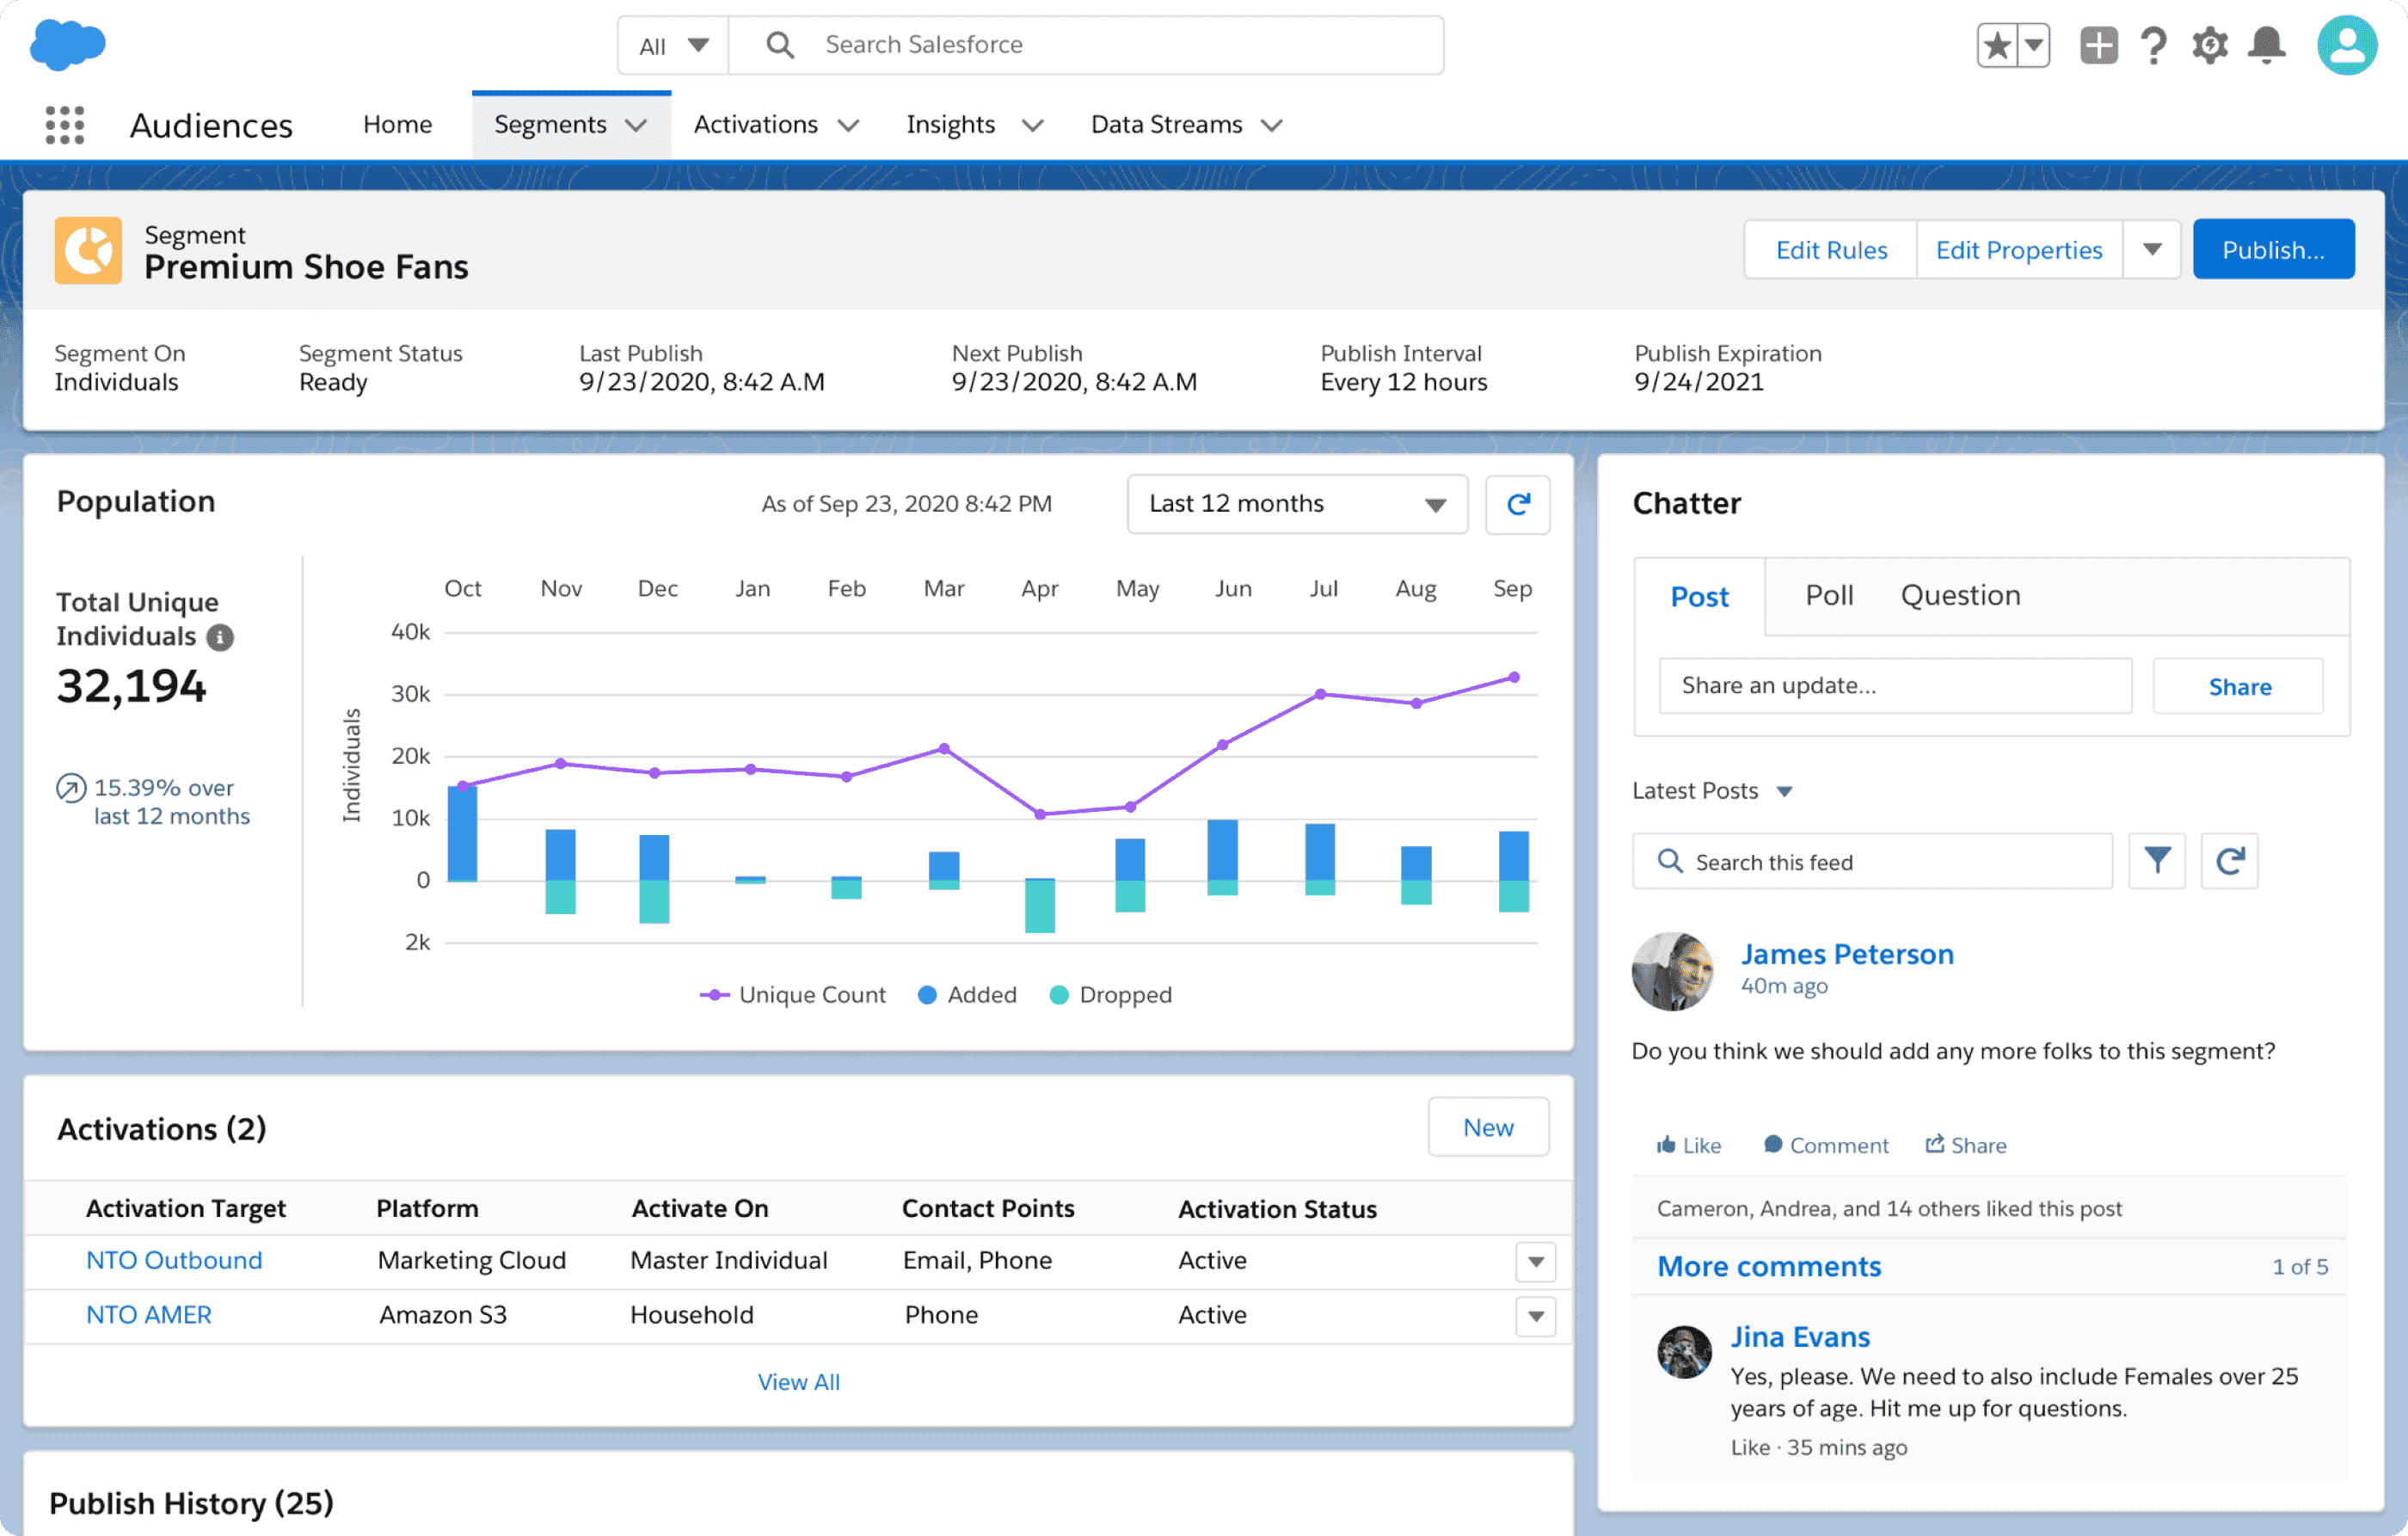 All
Search Salesforce
Audiences
Home
Segments
Activations
Insights
Data Streams
Segment
Premium Shoe Fans
Edit Rules
Edit Properties
Publish...
Segment On
Individuals
Segment Status
Ready
Last Publish
9/23/2020, 8:42 A.M
Next Publish
9/23/2020, 8:42 A.M
Publish Interval
Every 12 hours
Publish Expiration
9/24/2021
Population
As of Sep 23, 2020 8:42 PM
Last 12 months
Total Unique
Individuals
32,194
15.39% over
last 12 months
Oct Nov Dec Jan Feb Mar Apr May Jun Jul Aug Sep
40k
30k
20k
10k
0
2k
Individuals
Unique Count
Added
Dropped
Activations (2)
New
Activation Target Platform Activate On Contact Points Activation Status
NTO Outbound Marketing Cloud Master Individual Email, Phone Active
NTO AMER Amazon S3 Household Phone Active
View All
Publish History (25)
Chatter
Post
Poll
Question
Share an update...
Share
Latest Posts
Search this feed
James Peterson
40m ago
Do you think we should add any more folks to this segment?
Like
Comment
Share
Cameron, Andrea, and 14 others liked this post
More comments
1 of 5
Jina Evans
Yes, please. We need to also include Females over 25
years of age. Hit me up for questions.
Like · 35 mins ago